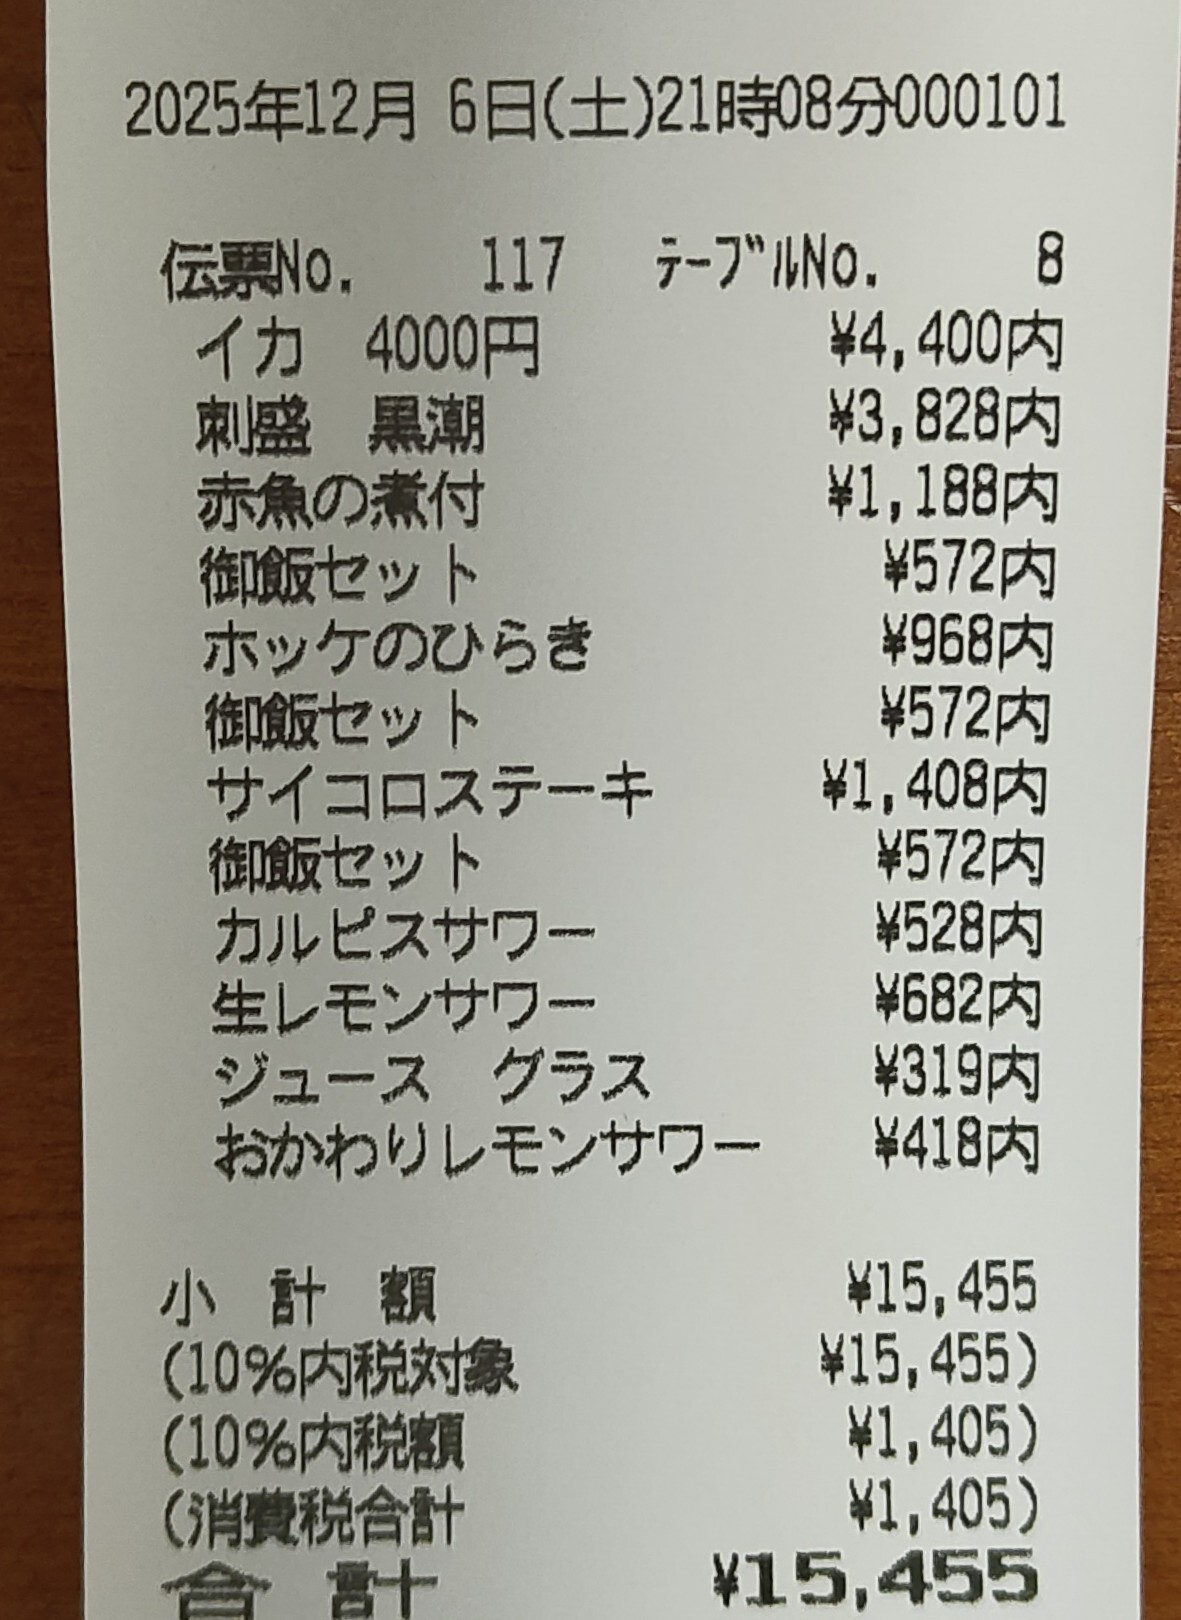 2025年12月 6日(土)21時08分000101
伝票No. 117 ﾃｰﾌﾞﾙNo. 8
イカ　4000円 ¥4,400内
刺盛　黒潮 ¥3,828内
赤魚の煮付 ¥1,188内
御飯セット ¥572内
ホッケのひらき ¥968内
御飯セット ¥572内
サイコロステーキ ¥1,408内
御飯セット ¥572内
カルピスサワー ¥528内
生レモンサワー ¥682内
ジュース　グラス ¥319内
おかわりレモンサワー ¥418内
小　計　額 ¥15,455
(10%内税対象 ¥15,455)
(10%内税額 ¥1,405)
(消費税合計 ¥1,405)
合　計 ¥15,455